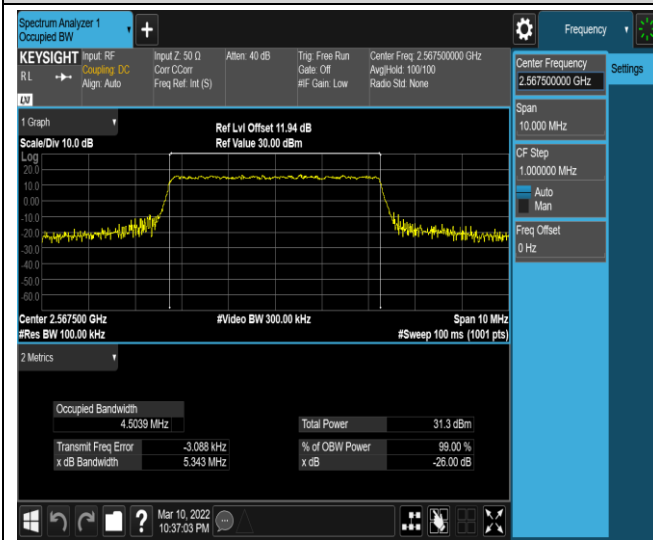 Spectrum Analyzer 1
Occupied BW
+
Frequency
KEYSIGHT Input: RF
Coupling: DC
Align: Auto
Input Z: 50 Ω
Corr CCorr
Freq Ref: Int (S)
Atten: 40 dB
Trig: Free Run
Gate: Off
#IF Gain: Low
Center Freq: 2.567500000 GHz
Avg|Hold: 100/100
Radio Std: None
RL
LXI
Center Frequency
2.567500000 GHz
Settings
Span
10.000 MHz
CF Step
1.000000 MHz
Auto
Man
Freq Offset
0 Hz
1 Graph
Scale/Div 10.0 dB
Ref Lvl Offset 11.94 dB
Ref Value 30.00 dBm
Log
20.0
10.0
0.00
-10.0
-20.0
-30.0
-40.0
-50.0
-60.0
Center 2.567500 GHz
#Video BW 300.00 kHz
Span 10 MHz
#Res BW 100.00 kHz
#Sweep 100 ms (1001 pts)
2 Metrics
Occupied Bandwidth
4.5039 MHz
Total Power 31.3 dBm
Transmit Freq Error -3.088 kHz
% of OBW Power 99.00 %
x dB Bandwidth 5.343 MHz
x dB -26.00 dB
?
Mar 10, 2022
10:37:03 PM